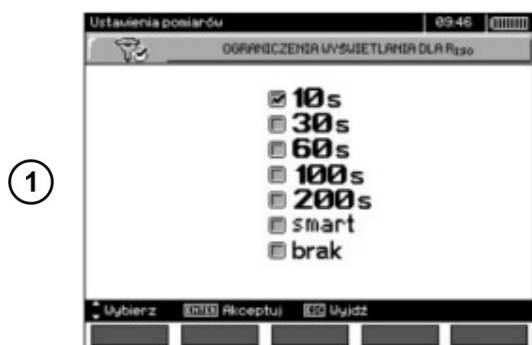 Ustawienia pomiarów 09:46
OGRANICZENIA WYŚWIETLANIA DLA RISO
10s
30s
60s
100s
200s
smart
brak
1
Wybierz ENTER Akceptuj ESC Wyjdź